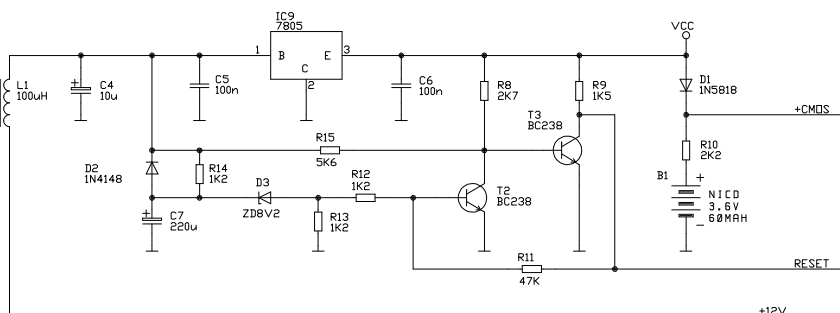 IC9
7805
VCC
1
B
E
3
C
2
L1
100uH
+
C4
10u
C5
100n
C6
100n
R8
2K7
R9
1K5
D1
1N5818
+CMOS
T3
BC238
R15
5K6
R10
2K2
D2
1N4148
R14
1K2
D3
ZD8V2
R12
1K2
T2
BC238
B1
+
NICD
3.6V
60MAH
-
+
C7
220u
R13
1K2
R11
47K
RESET
+12V